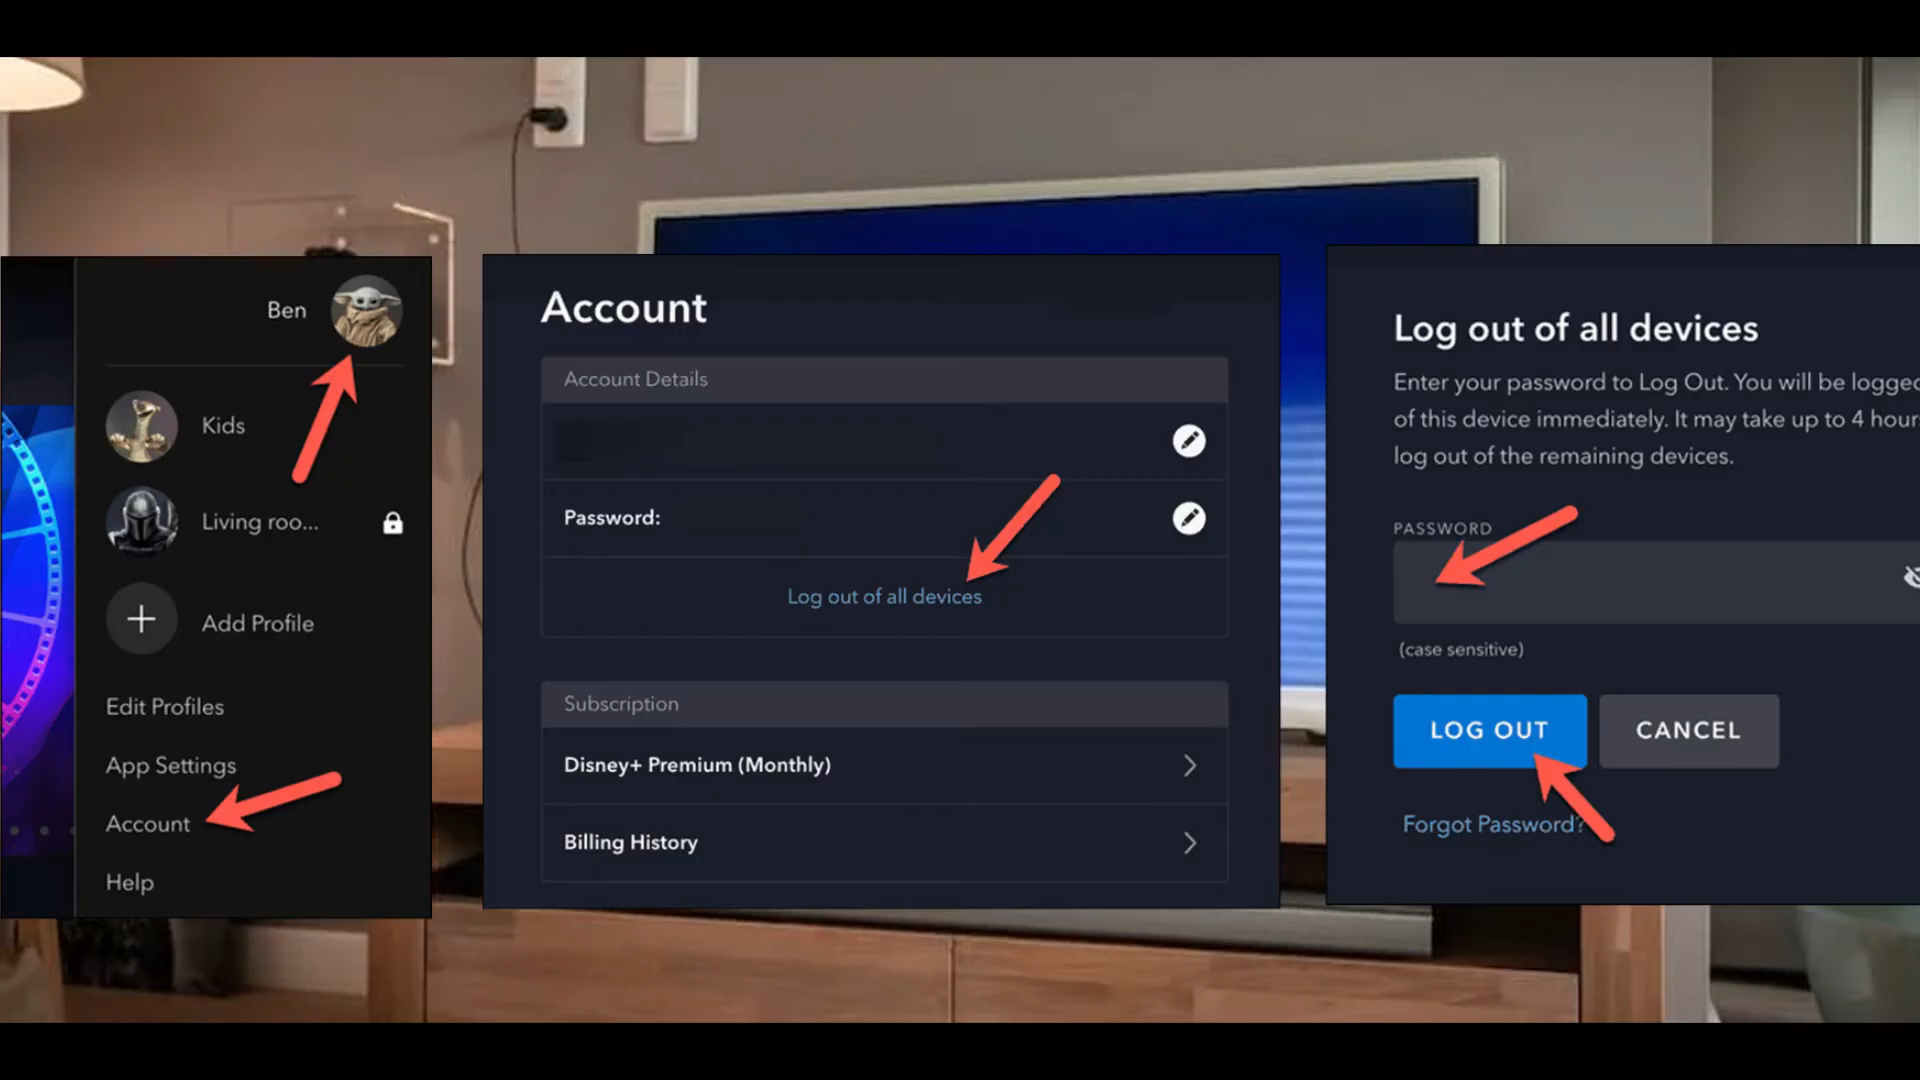 Ben
Kids
Living roo...
Add Profile
Edit Profiles
App Settings
Account
Help
Account
Account Details
Password:
Log out of all devices
Subscription
Disney+ Premium (Monthly)
Billing History
Log out of all devices
Enter your password to Log Out. You will be logged
of this device immediately. It may take up to 4 hour
log out of the remaining devices.
PASSWORD
(case sensitive)
LOG OUT
CANCEL
Forgot Password?